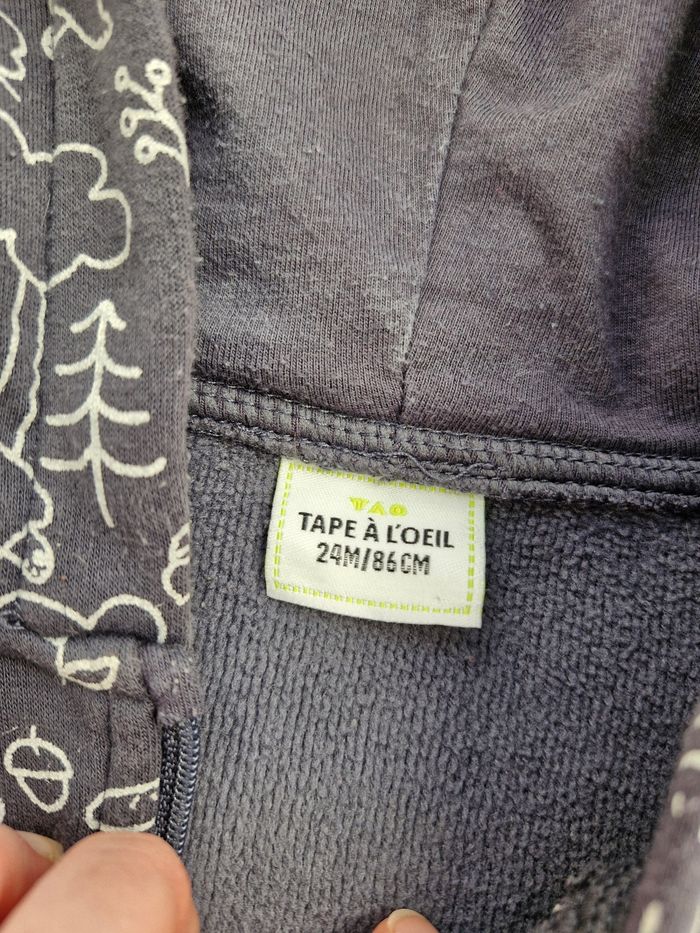 TAO
TAPE À L'OEIL
24M/86CM